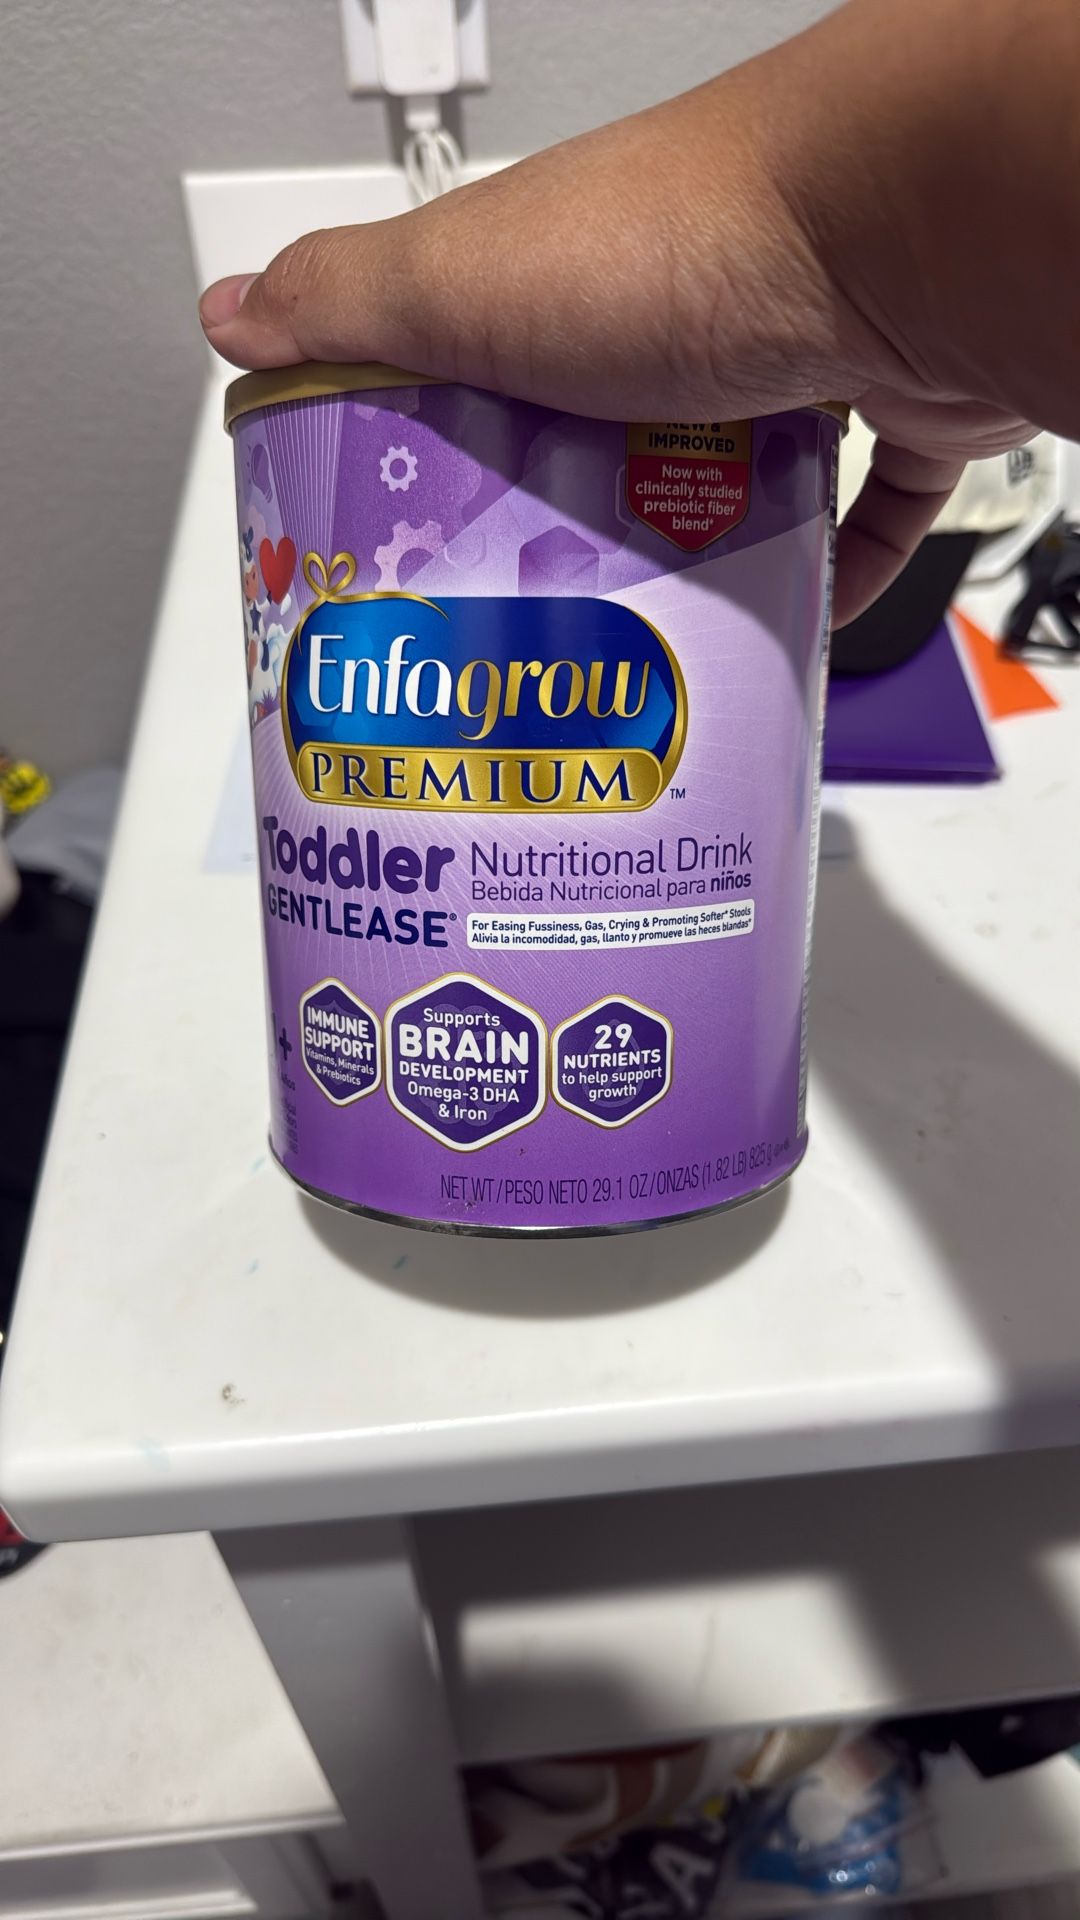 NEW &
IMPROVED
Now with
clinically studied
prebiotic fiber
blend*
Enfagrow
PREMIUM™
Toddler
GENTLEASE®
Nutritional Drink
Bebida Nutricional para niños
For Easing Fussiness, Gas, Crying & Promoting Softer* Stools
Alivia la incomodidad, gas, llanto y promueve las heces blandas*
1+
IMMUNE
SUPPORT
Vitamins, Minerals
& Prebiotics
Supports
BRAIN
DEVELOPMENT
Omega-3 DHA
& Iron
29
NUTRIENTS
to help support
growth
NET WT/PESO NETO 29.1 OZ/ONZAS (1.82 LB) 825 g